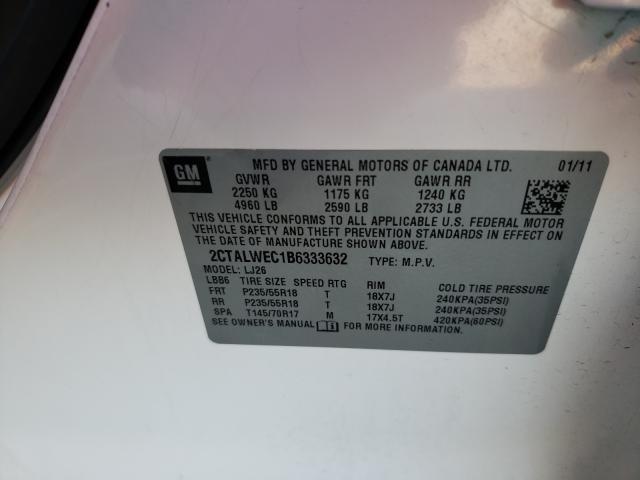 GM
MFD BY GENERAL MOTORS OF CANADA LTD. 01/11
GVWR GAWR FRT GAWR RR
2250 KG 1175 KG 1240 KG
4960 LB 2590 LB 2733 LB
THIS VEHICLE CONFORMS TO ALL APPLICABLE U.S. FEDERAL MOTOR
VEHICLE SAFETY AND THEFT PREVENTION STANDARDS IN EFFECT ON
THE DATE OF MANUFACTURE SHOWN ABOVE.
2CTALWEC1B6333632 TYPE: M.P.V.
MODEL: LJ26
LBB6 TIRE SIZE SPEED RTG RIM COLD TIRE PRESSURE
FRT P235/55R18 T 18X7J 240KPA(35PSI)
RR P235/55R18 T 18X7J 240KPA(35PSI)
SPA T145/70R17 M 17X4.5T 420KPA(60PSI)
SEE OWNER'S MANUAL FOR MORE INFORMATION.